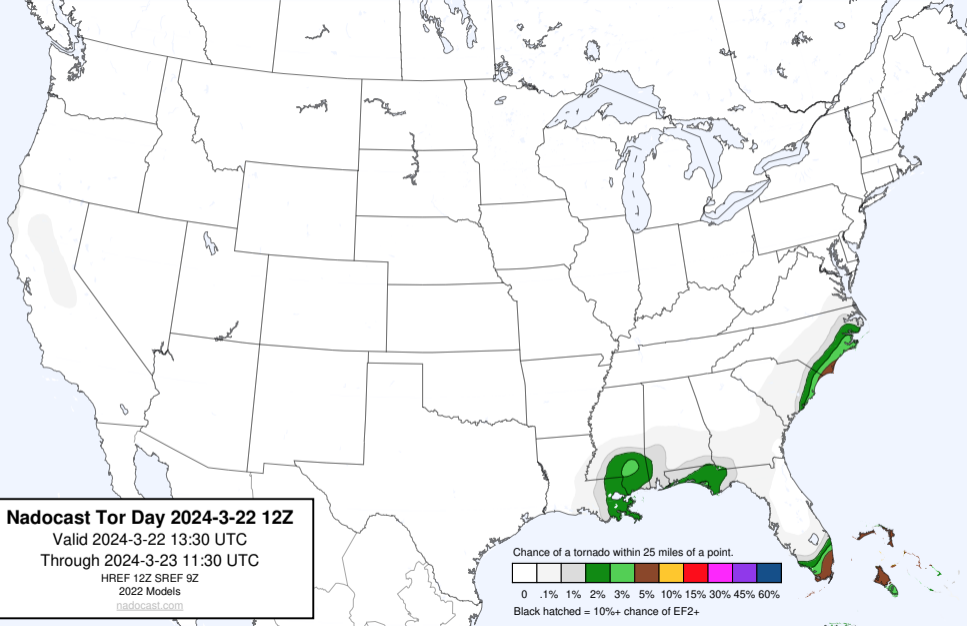 Nadocast Tor Day 2024-3-22 12Z
Valid 2024-3-22 13:30 UTC
Through 2024-3-23 11:30 UTC
HREF 12Z SREF 9Z
2022 Models
nadocast.com
Chance of a tornado within 25 miles of a point.
0 .1% 1% 2% 3% 5% 10% 15% 30% 45% 60%
Black hatched = 10%+ chance of EF2+